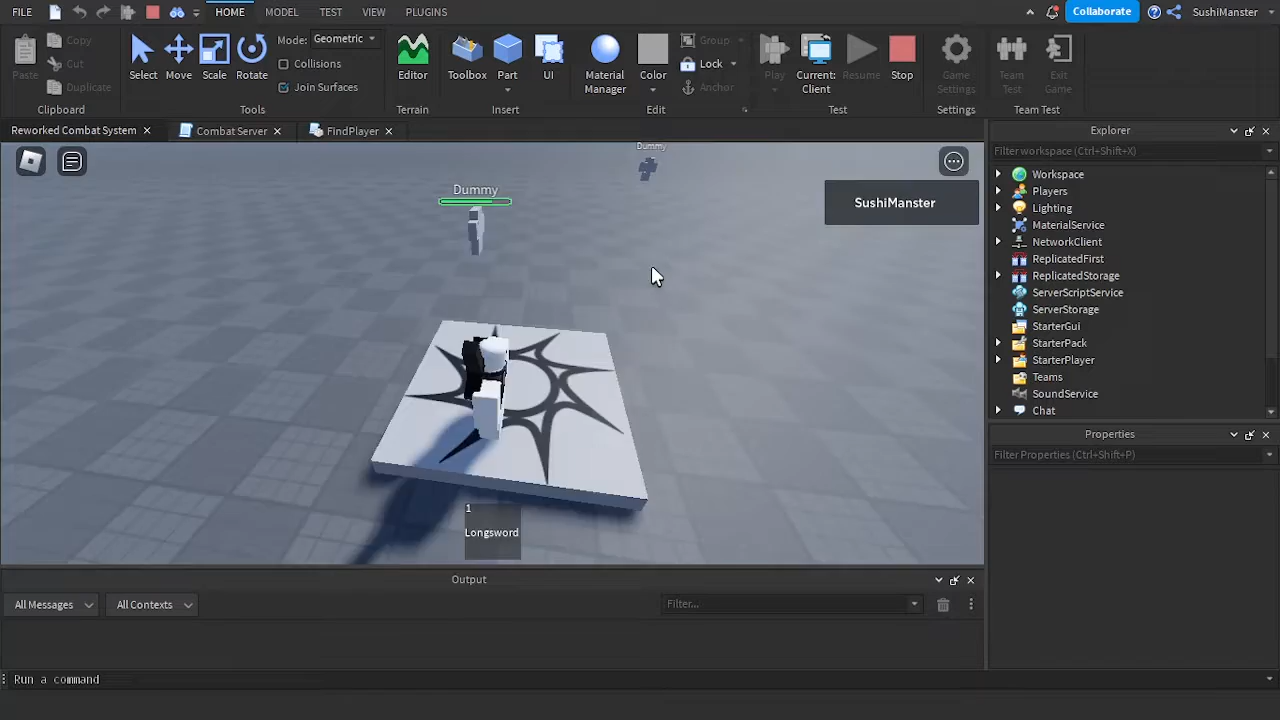 FILE HOME MODEL TEST VIEW PLUGINS Collaborate SushiManster
Paste Copy Cut Duplicate Clipboard
Select Move Scale Rotate Mode: Geometric Collisions Join Surfaces Tools
Editor Terrain
Toolbox Part UI Insert
Material Manager Color Group Lock Anchor Edit
Play Current: Client Resume Stop Test
Game Settings Settings
Team Test Exit Game Team Test
Reworked Combat System Combat Server FindPlayer
Dummy
Dummy
SushiManster
1
Longsword
Explorer
Filter workspace (Ctrl+Shift+X)
Workspace
Players
Lighting
MaterialService
NetworkClient
ReplicatedFirst
ReplicatedStorage
ServerScriptService
ServerStorage
StarterGui
StarterPack
StarterPlayer
Teams
SoundService
Chat
Properties
Filter Properties (Ctrl+Shift+P)
Output
All Messages All Contexts Filter...
Run a command